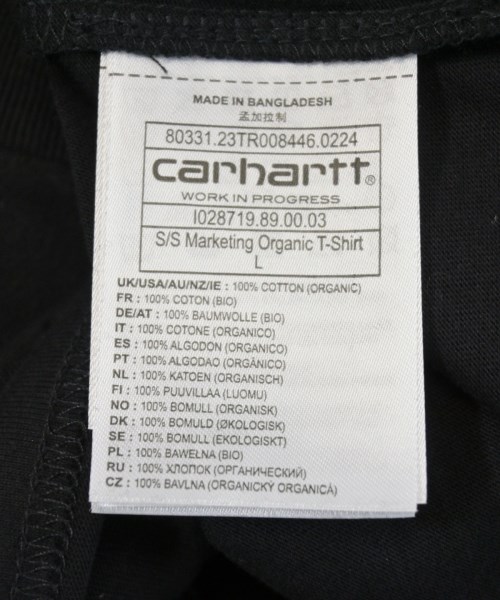 MADE IN BANGLADESH
孟加拉制
80331.23TR008446.0224
carhartt®
WORK IN PROGRESS
I028719.89.00.03
S/S Marketing Organic T-Shirt
L
UK/USA/AU/NZ/IE : 100% COTTON (ORGANIC)
FR : 100% COTON (BIO)
DE/AT : 100% BAUMWOLLE (BIO)
IT : 100% COTONE (ORGANICO)
ES : 100% ALGODON (ORGANICO)
PT : 100% ALGODAO (ORGÂNICO)
NL : 100% KATOEN (ORGANISCH)
FI : 100% PUUVILLAA (LUOMU)
NO : 100% BOMULL (ORGANISK)
DK : 100% BOMULD (ØKOLOGISK)
SE : 100% BOMULL (EKOLOGISKT)
PL : 100% BAWEŁNA (BIO)
RU : 100% ХЛОПОК (ОРГАНИЧЕСКИЙ)
CZ : 100% BAVLNA (ORGANICKÝ ORGANICÁ)